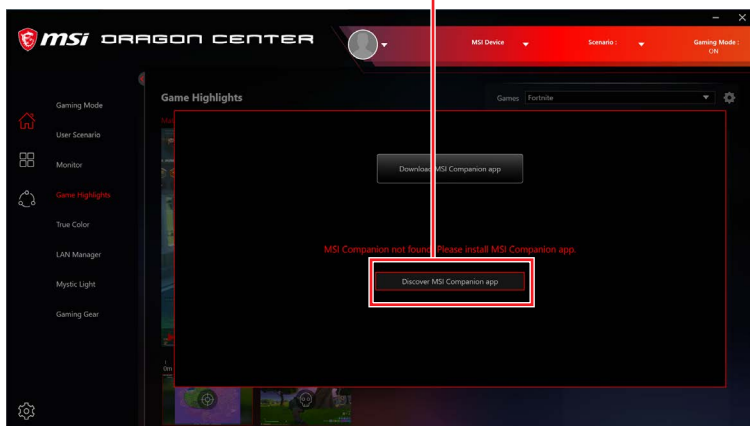 msi DRAGON CENTER
MSI Device
Scenario :
Gaming Mode :
ON
Gaming Mode
User Scenario
Monitor
Game Highlights
True Color
LAN Manager
Mystic Light
Gaming Gear
Game Highlights
Games
Fortnite
Download MSI Companion app
MSI Companion not found. Please install MSI Companion app.
Discover MSI Companion app